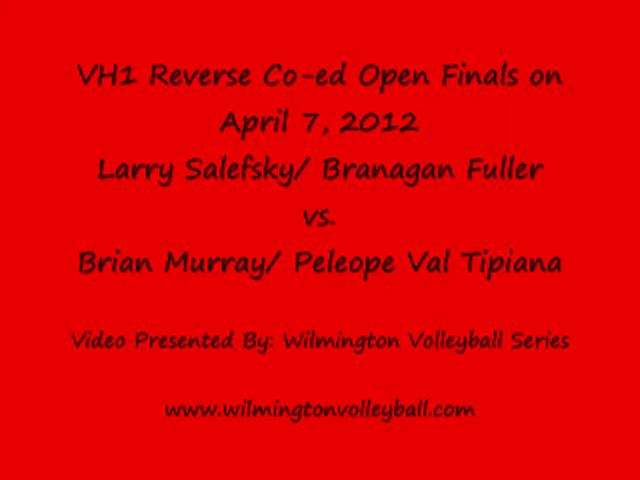 VH1 Reverse Co-ed Open Finals on
April 7, 2012
Larry Salefsky/ Branagan Fuller
vs.
Brian Murray/ Peleope Val Tipiana
Video Presented By: Wilmington Volleyball Series
www.wilmingtonvolleyball.com